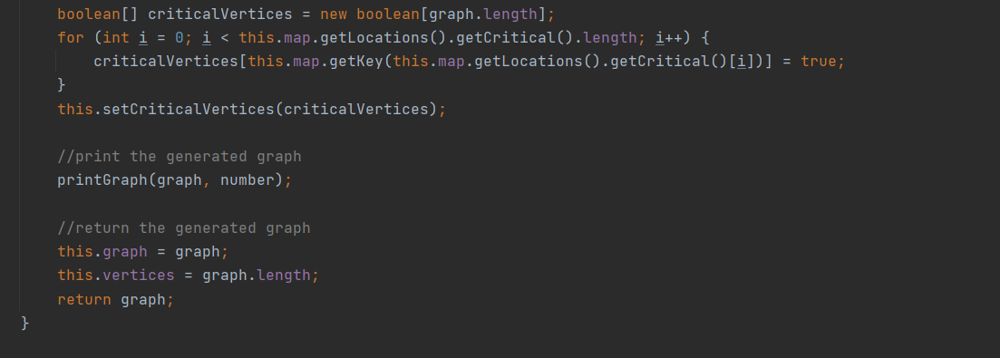 boolean[] criticalVertices = new boolean[graph.length];
for (int i = 0; i < this.map.getLocations().getCritical().length; i++) {
criticalVertices[this.map.getKey(this.map.getLocations().getCritical()[i])] = true;
}
this.setCriticalVertices(criticalVertices);
//print the generated graph
printGraph(graph, number);
//return the generated graph
this.graph = graph;
this.vertices = graph.length;
return graph;
}